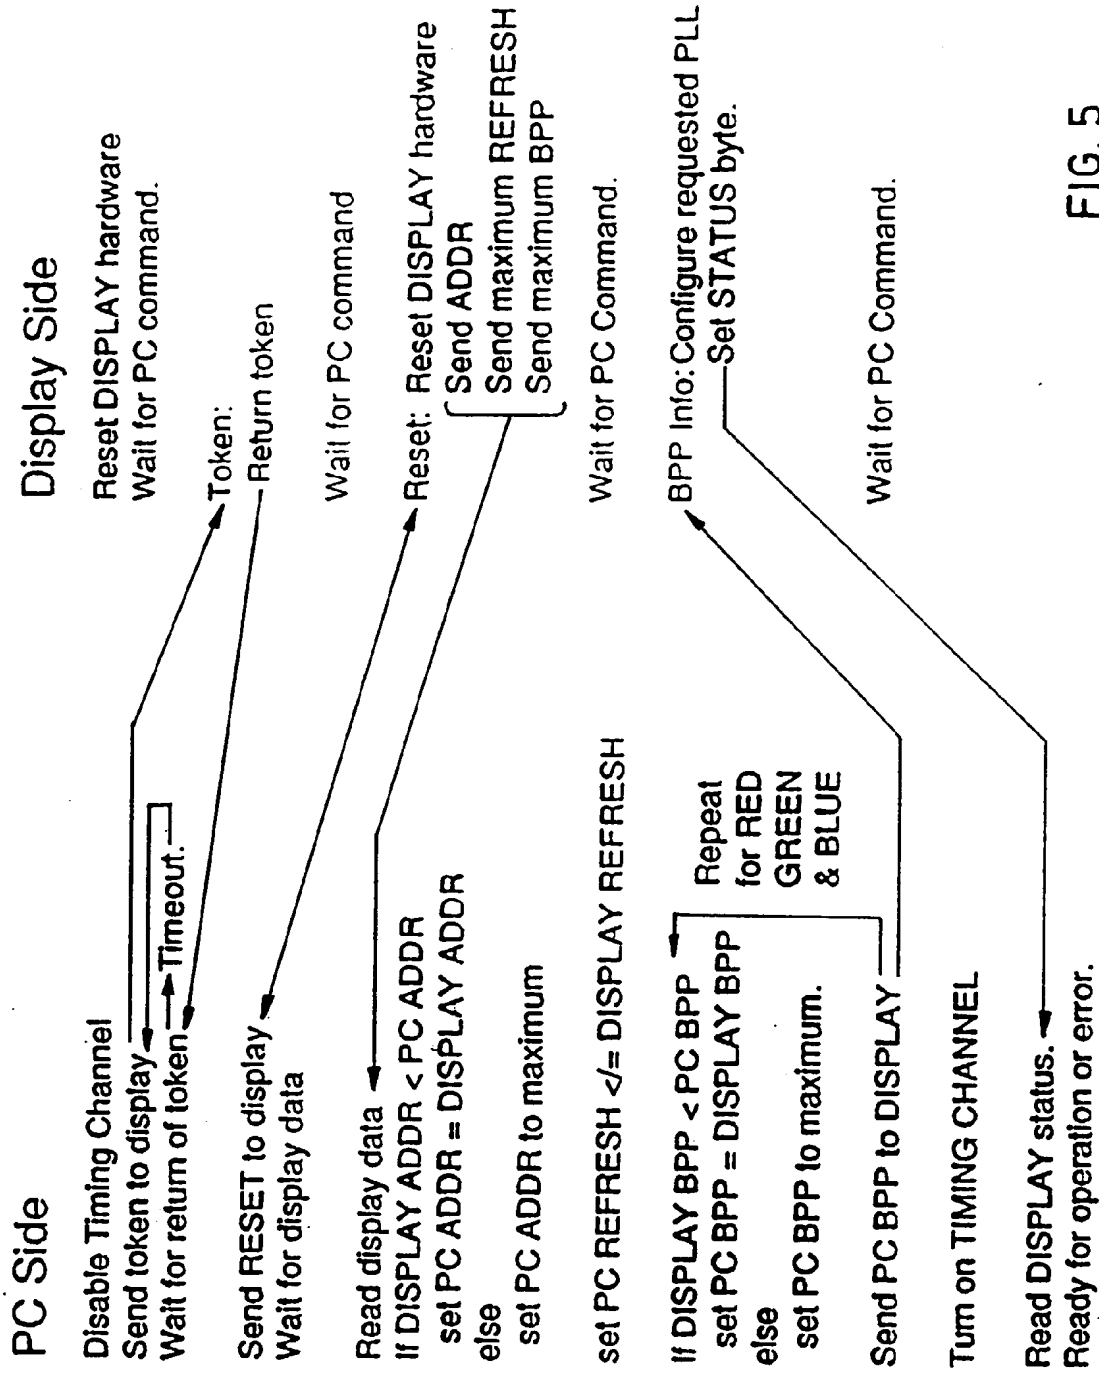 PC Side
Disable Timing Channel
Send token to display
Wait for return of token
Timeout.
Send RESET to display
Wait for display data
Read display data
If DISPLAY ADDR < PC ADDR
set PC ADDR = DISPLAY ADDR
else
set PC ADDR to maximum
set PC REFRESH </= DISPLAY REFRESH
If DISPLAY BPP < PC BPP
set PC BPP = DISPLAY BPP
else
set PC BPP to maximum.
Repeat
for RED
GREEN
& BLUE
Send PC BPP to DISPLAY
Turn on TIMING CHANNEL
Read DISPLAY status.
Ready for operation or error.
Display Side
Reset DISPLAY hardware
Wait for PC command.
Token:
Return token
Wait for PC command
Reset: Reset DISPLAY hardware
Send ADDR
Send maximum REFRESH
Send maximum BPP
Wait for PC Command.
BPP Info: Configure requested PLL
Set STATUS byte.
Wait for PC Command.
FIG. 5